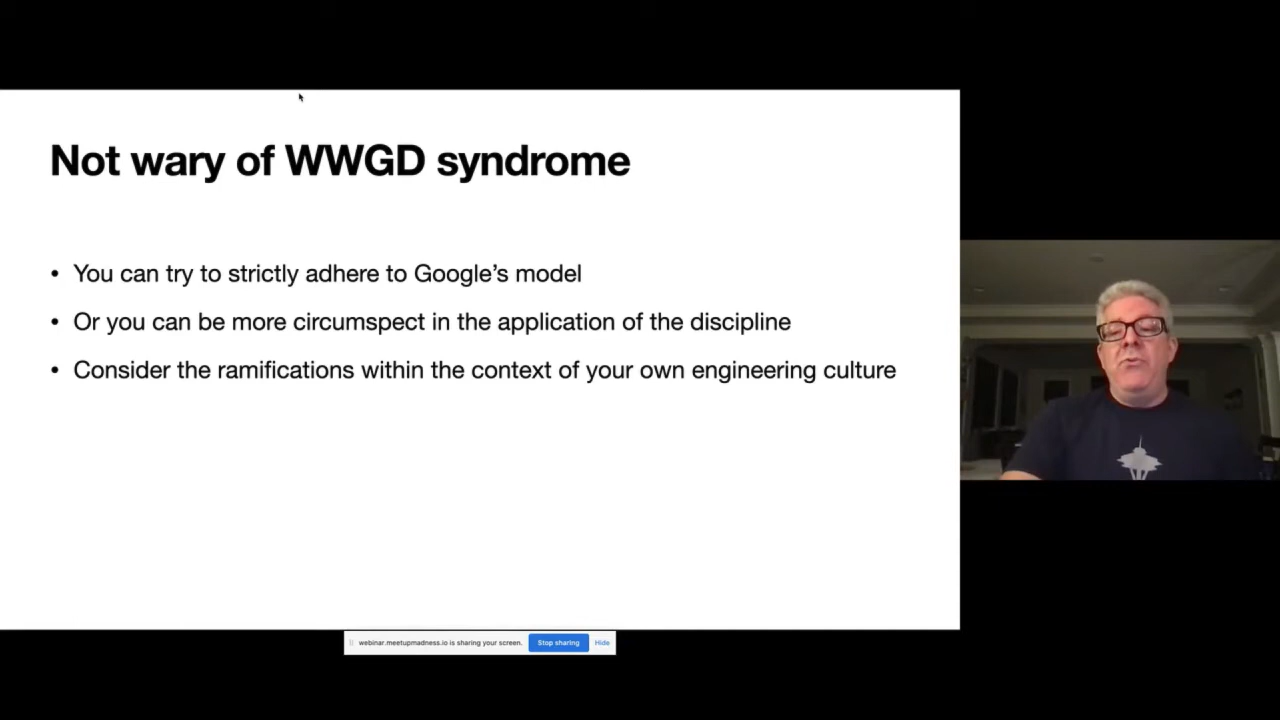 Not wary of WWGD syndrome
• You can try to strictly adhere to Google’s model
• Or you can be more circumspect in the application of the discipline
• Consider the ramifications within the context of your own engineering culture
webinar.meetupmadness.io is sharing your screen. Stop sharing Hide